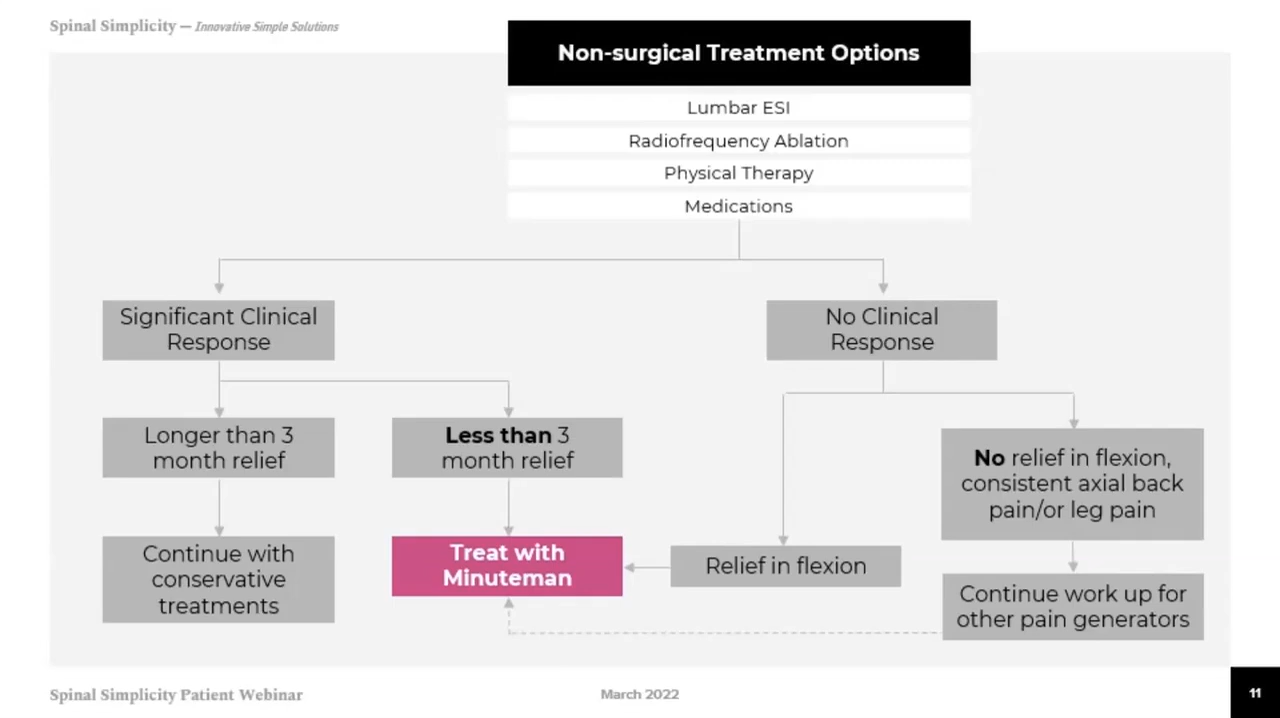 Spinal Simplicity — Innovative Simple Solutions
Non-surgical Treatment Options
Lumbar ESI
Radiofrequency Ablation
Physical Therapy
Medications
Significant Clinical
Response
No Clinical
Response
Longer than 3
month relief
Less than 3
month relief
No relief in flexion,
consistent axial back
pain/or leg pain
Continue with
conservative
treatments
Treat with
Minuteman
Relief in flexion
Continue work up for
other pain generators
Spinal Simplicity Patient Webinar
March 2022
11